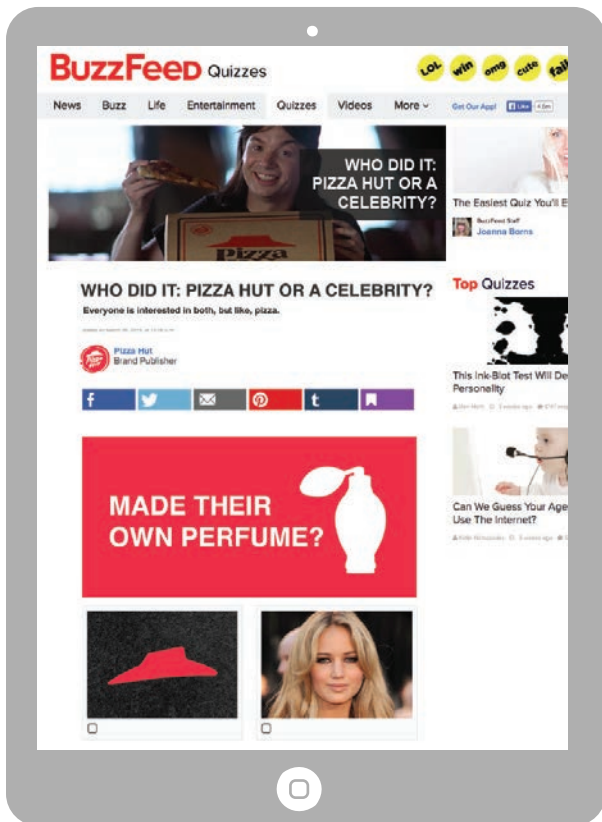 BuzzFeeD Quizzes
LOL win omg cute fail
News Buzz Life Entertainment Quizzes Videos More Get Our App! Like
WHO DID IT:
PIZZA HUT OR A
CELEBRITY?
Pizza
WHO DID IT: PIZZA HUT OR A CELEBRITY?
Everyone is interested in both, but like, pizza.
Pizza Hut
Brand Publisher
MADE THEIR
OWN PERFUME?
The Easiest Quiz You'll E
BuzzFeed Staff
Joanna Borns
Top Quizzes
This Ink-Blot Test Will De
Personality
Can We Guess Your Age
Use The Internet?